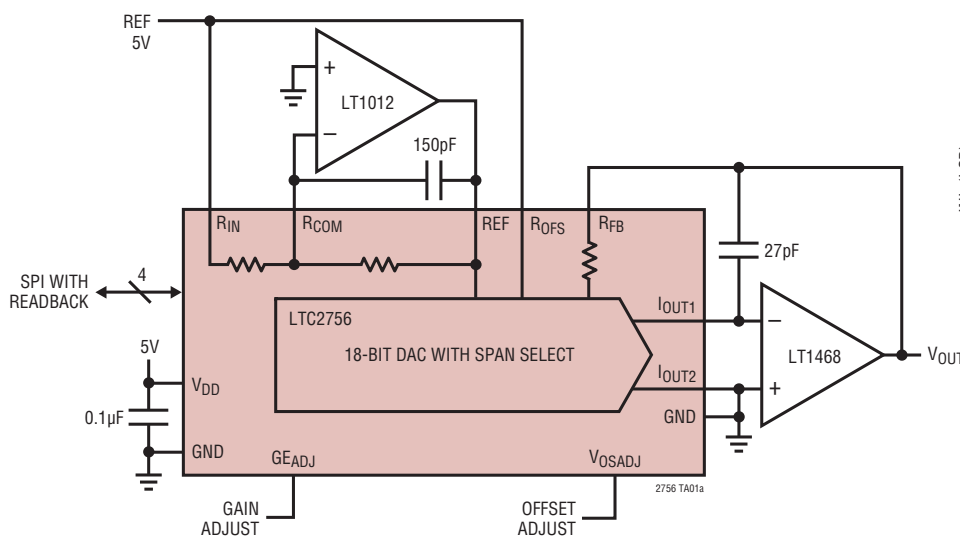 REF
5V
+
LT1012
−
150pF
RIN
RCOM
REF
ROFS
RFB
27pF
SPI WITH
READBACK
4
LTC2756
18-BIT DAC WITH SPAN SELECT
IOUT1
IOUT2
GND
−
+
LT1468
VOUT
5V
VDD
0.1µF
GND
GEADJ
VOSADJ
2756 TA01a
GAIN
ADJUST
OFFSET
ADJUST